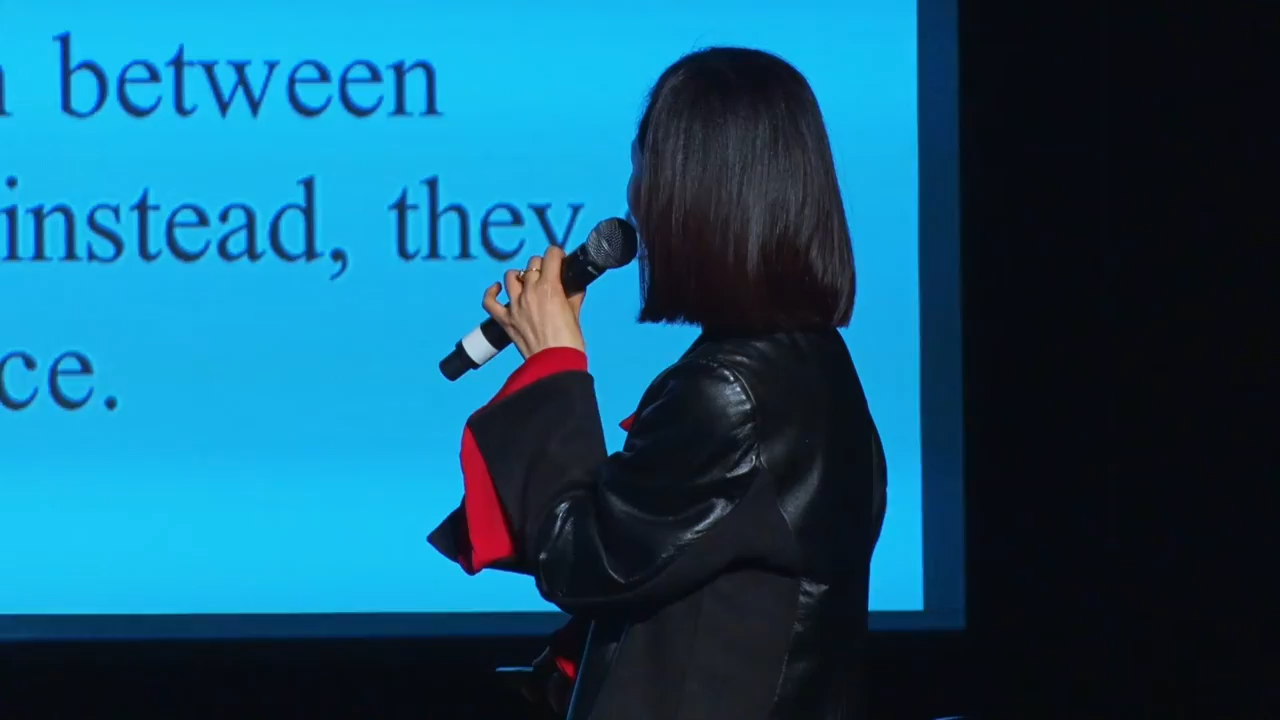 between
instead, they
ce.